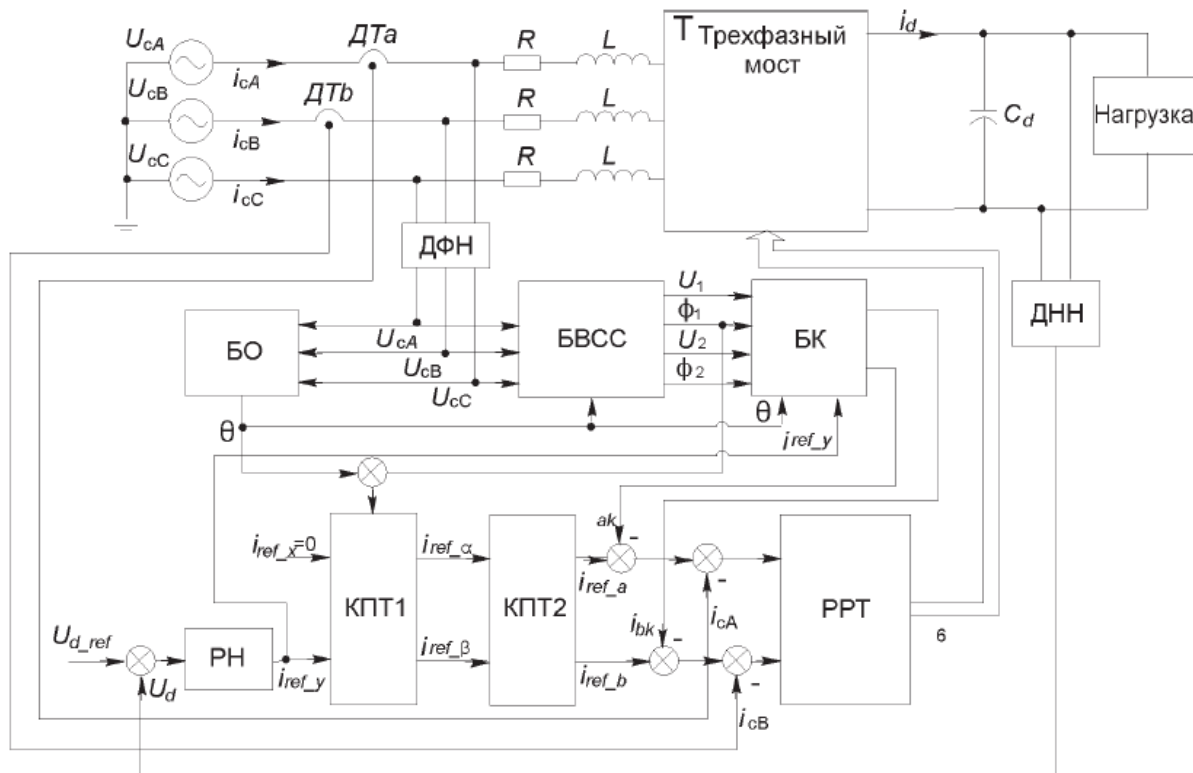 U_cA
ДТа
R
L
T Трехфазный
мост
i_d
i_cA
U_cB
ДТb
R
L
C_d
Нагрузка
i_cB
U_cC
R
L
i_cC
ДФН
ДНН
БО
U_cA
U_cB
U_cC
БВСС
U_1
ϕ_1
U_2
ϕ_2
БК
θ
θ
i_ref_y
i_ref_x=0
КПТ1
i_ref_α
i_ref_β
КПТ2
ak
-
i_ref_a
-
i_cA
i_bk
-
i_ref_b
-
i_cB
РРТ
6
U_d_ref
U_d
РН
i_ref_y